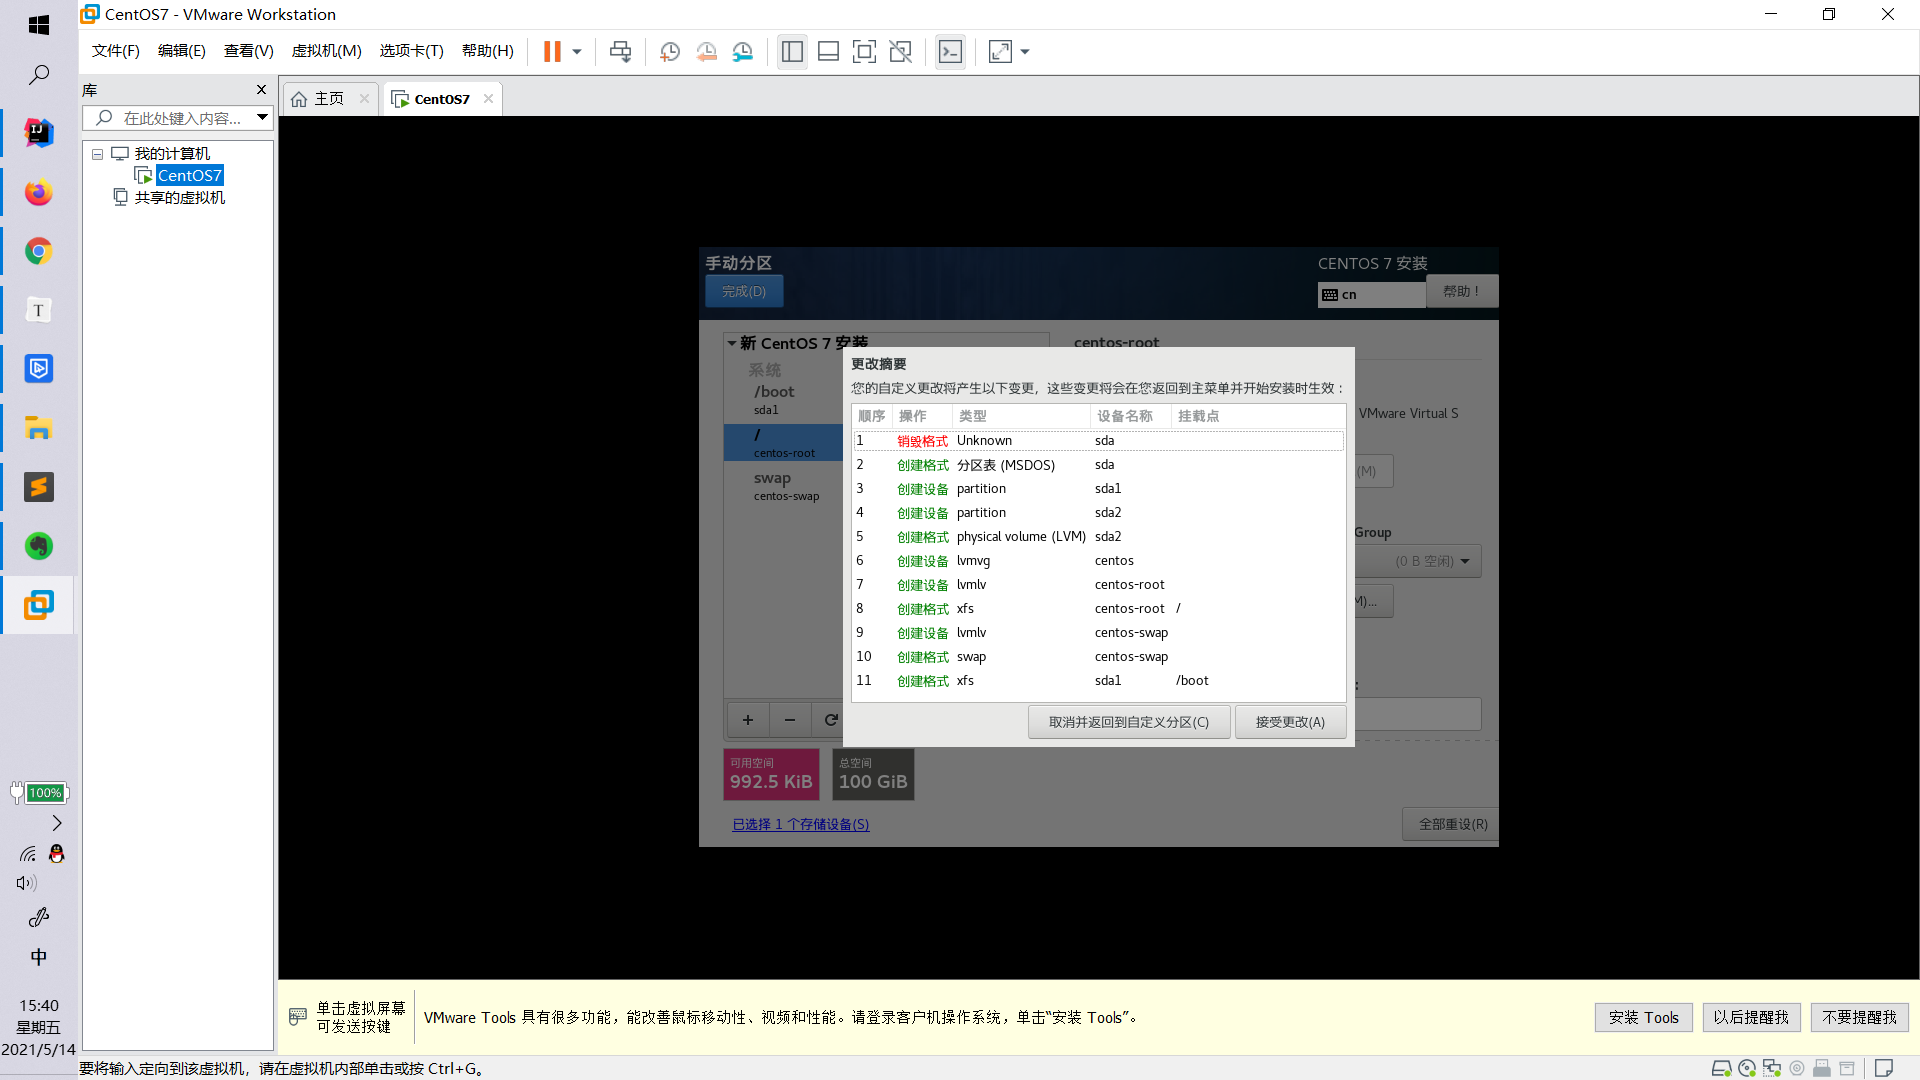 CentOS7 - VMware Workstation
文件(F) 编辑(E) 查看(V) 虚拟机(M) 选项卡(T) 帮助(H)
库
在此处键入内容...
我的计算机
CentOS7
共享的虚拟机
主页
CentOS7
手动分区
完成(D)
CENTOS 7 安装
cn
帮助！
新 CentOS 7 安装
系统
/boot
sda1
/
centos-root
swap
centos-swap
centos-root
VMware Virtual S
(M)
Group
(0 B 空闲)
M)...
:
更改摘要
您的自定义更改将产生以下变更，这些变更将会在您返回到主菜单并开始安装时生效：
顺序 操作 类型 设备名称 挂载点
1 销毁格式 Unknown sda
2 创建格式 分区表 (MSDOS) sda
3 创建设备 partition sda1
4 创建设备 partition sda2
5 创建格式 physical volume (LVM) sda2
6 创建设备 lvmvg centos
7 创建设备 lvmlv centos-root
8 创建格式 xfs centos-root /
9 创建设备 lvmlv centos-swap
10 创建格式 swap centos-swap
11 创建格式 xfs sda1 /boot
取消并返回到自定义分区(C) 接受更改(A)
+ − 
可用空间
992.5 KiB
总空间
100 GiB
已选择 1 个存储设备(S)
全部重设(R)
IJ
T
100%
中
15:40
星期五
2021/5/14
单击虚拟屏幕
可发送按键
VMware Tools 具有很多功能，能改善鼠标移动性、视频和性能。请登录客户机操作系统，单击“安装 Tools”。
安装 Tools 以后提醒我 不要提醒我
要将输入定向到该虚拟机，请在虚拟机内部单击或按 Ctrl+G。